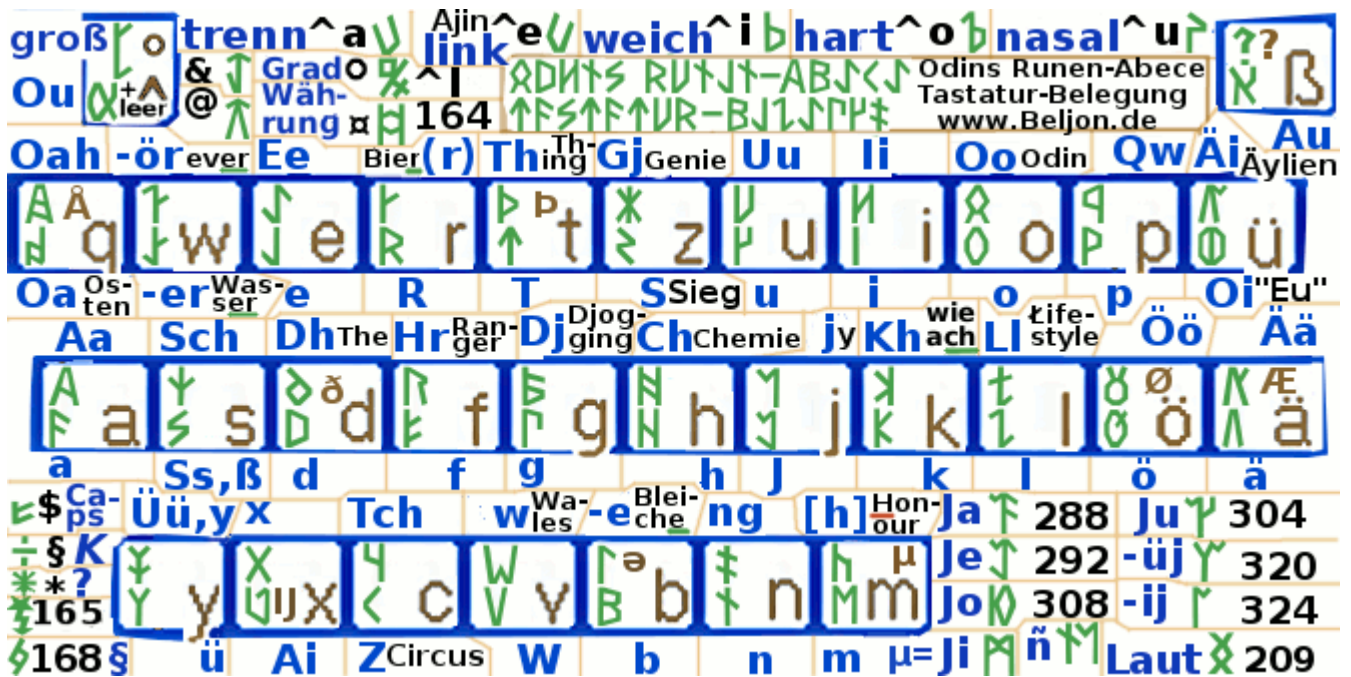 groß trenn^a Ajin link^e weich^i hart^o nasal^u ?? ß
Ou +^ leer & @ Grad o Wäh- rung ¤ ^l 164 Odins Runen-Abece Tastatur-Belegung www.Beljon.de Au
Oah -ör ever Ee Bier (r) Th Th- ing Gj Genie Uu Ii Oo Odin Qw Äi Äylien
Å q w e r Þ t z u i o p ü
Oa Os- ten -er Was- ser -e R T S Sieg u i o p Oi "Eu"
Aa Sch Dh The Hr Ran- ger Dj Djog- ging Ch Chemie jy Kh wie ach Ll Łife- style Öö Ää
a s ð d f g h j k l Ø ö Æ ä
a Ss,ß d f g h J k l ö ä
$ Ca- ps Üü,y x Tch w Wa- les -e Blei- che ng [h] Hon- our Ja 288 Ju 304
÷ § K y IJ x c v ə b n µ m Je 292 -üj 320
* * ? Jo 308 -ij 324
165
168 § ü Ai Z Circus W b n m µ= Ji ñ Laut 209